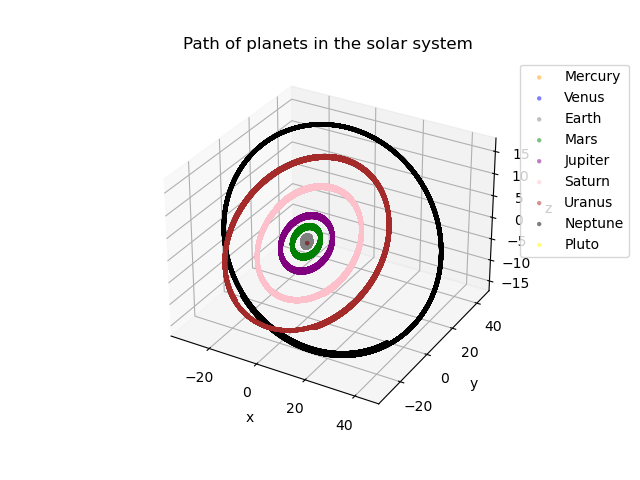 Path of planets in the solar system
Mercury
Venus
Earth
Mars
Jupiter
Saturn
Uranus
Neptune
Pluto
15
10
5
0
−5
−10
−15
z
40
20
0
−20
y
−20
0
20
40
x